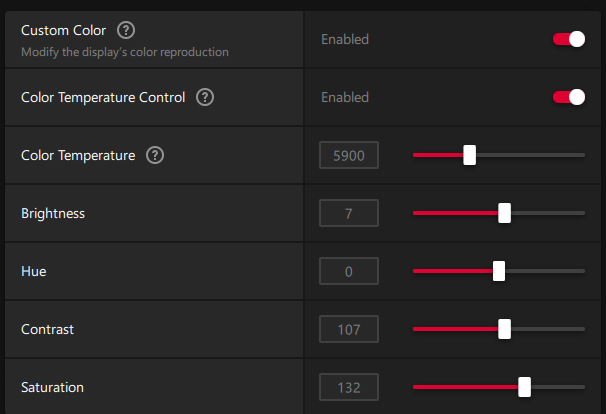 Custom Color ?
Enabled
Modify the display's color reproduction
Color Temperature Control ?
Enabled
Color Temperature ?
5900
Brightness
7
Hue
0
Contrast
107
Saturation
132